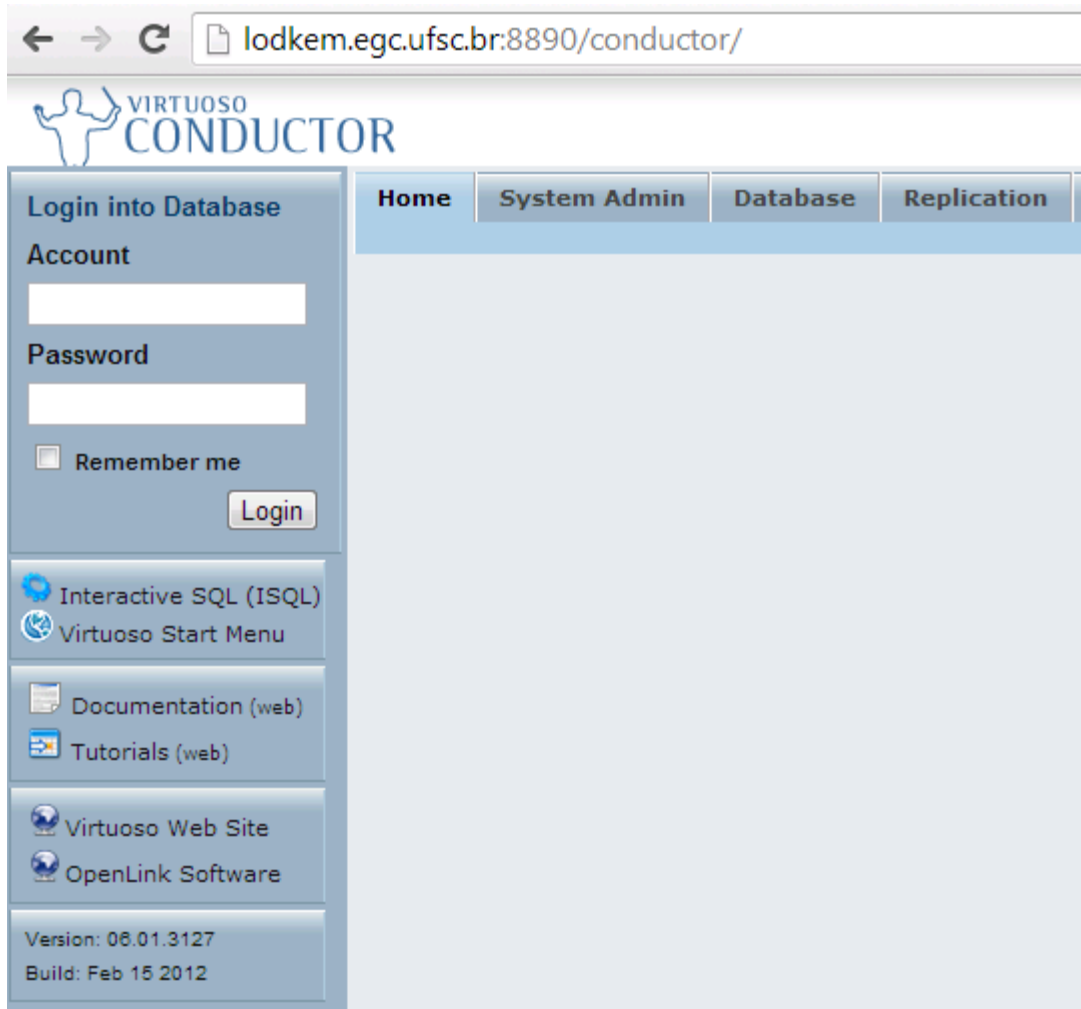 lodkem.egc.ufsc.br:8890/conductor/
VIRTUOSO
CONDUCTOR
Login into Database
Account
Password
Remember me
Login
Interactive SQL (ISQL)
Virtuoso Start Menu
Documentation (web)
Tutorials (web)
Virtuoso Web Site
OpenLink Software
Version: 06.01.3127
Build: Feb 15 2012
Home System Admin Database Replication